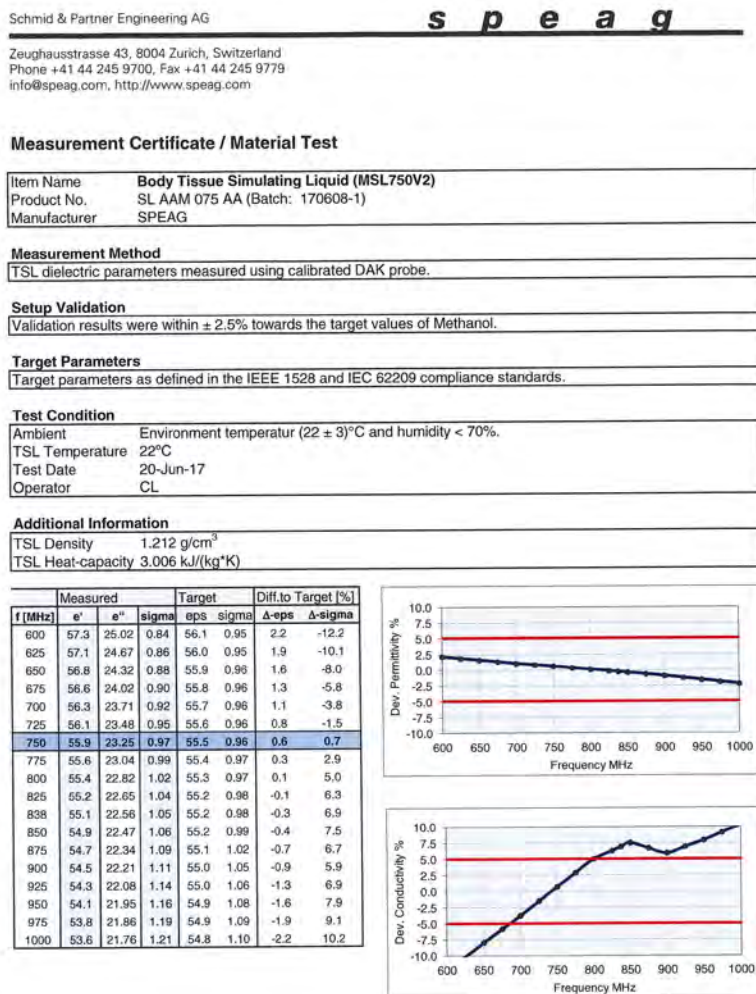 Schmid & Partner Engineering AG
s p e a g
Zeughausstrasse 43, 8004 Zurich, Switzerland
Phone +41 44 245 9700, Fax +41 44 245 9779
info@speag.com, http://www.speag.com
Measurement Certificate / Material Test
Item Name Body Tissue Simulating Liquid (MSL750V2)
Product No. SL AAM 075 AA (Batch: 170608-1)
Manufacturer SPEAG
Measurement Method
TSL dielectric parameters measured using calibrated DAK probe.
Setup Validation
Validation results were within ± 2.5% towards the target values of Methanol.
Target Parameters
Target parameters as defined in the IEEE 1528 and IEC 62209 compliance standards.
Test Condition
Ambient Environment temperatur (22 ± 3)°C and humidity < 70%.
TSL Temperature 22°C
Test Date 20-Jun-17
Operator CL
Additional Information
TSL Density 1.212 g/cm³
TSL Heat-capacity 3.006 kJ/(kg*K)
Measured Target Diff.to Target [%]
f [MHz] e' e" sigma eps sigma Δ-eps Δ-sigma
600 57.3 25.02 0.84 56.1 0.95 2.2 -12.2
625 57.1 24.67 0.86 56.0 0.95 1.9 -10.1
650 56.8 24.32 0.88 55.9 0.96 1.6 -8.0
675 56.6 24.02 0.90 55.8 0.96 1.3 -5.8
700 56.3 23.71 0.92 55.7 0.96 1.1 -3.8
725 56.1 23.48 0.95 55.6 0.96 0.8 -1.5
750 55.9 23.25 0.97 55.5 0.96 0.6 0.7
775 55.6 23.04 0.99 55.4 0.97 0.3 2.9
800 55.4 22.82 1.02 55.3 0.97 0.1 5.0
825 55.2 22.65 1.04 55.2 0.98 -0.1 6.3
838 55.1 22.56 1.05 55.2 0.98 -0.3 6.9
850 54.9 22.47 1.06 55.2 0.99 -0.4 7.5
875 54.7 22.34 1.09 55.1 1.02 -0.7 6.7
900 54.5 22.21 1.11 55.0 1.05 -0.9 5.9
925 54.3 22.08 1.14 55.0 1.06 -1.3 6.9
950 54.1 21.95 1.16 54.9 1.08 -1.6 7.9
975 53.8 21.86 1.19 54.9 1.09 -1.9 9.1
1000 53.6 21.76 1.21 54.8 1.10 -2.2 10.2
Dev. Permittivity %
10.0
7.5
5.0
2.5
0.0
-2.5
-5.0
-7.5
-10.0
600 650 700 750 800 850 900 950 1000
Frequency MHz
Dev. Conductivity %
10.0
7.5
5.0
2.5
0.0
-2.5
-5.0
-7.5
-10.0
600 650 700 750 800 850 900 950 1000
Frequency MHz